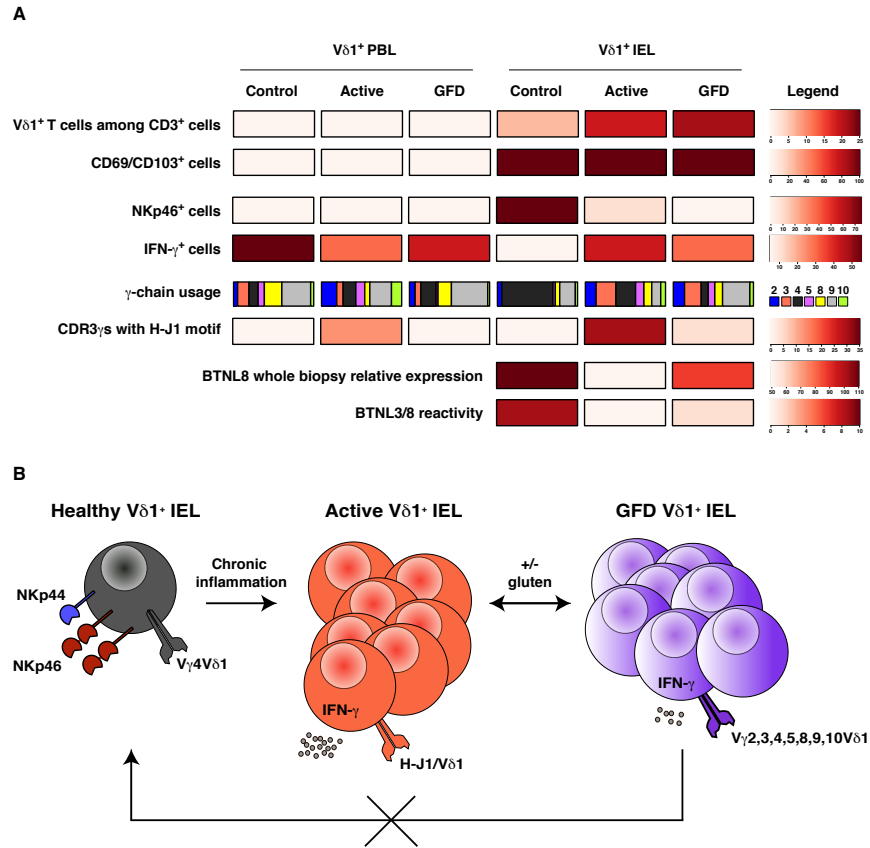 A
Vδ1⁺ PBL
Vδ1⁺ IEL
Control Active GFD Control Active GFD Legend
Vδ1⁺ T cells among CD3⁺ cells
0 5 10 15 20 25
CD69/CD103⁺ cells
0 20 40 60 80 100
NKp46⁺ cells
0 10 20 30 40 50 60 70
IFN-γ⁺ cells
10 20 30 40 50
γ-chain usage
2 3 4 5 8 9 10
CDR3γs with H-J1 motif
0 5 10 15 20 25 30 35
BTNL8 whole biopsy relative expression
50 60 70 80 90 100 110
BTNL3/8 reactivity
0 2 4 6 8 10
B
Healthy Vδ1⁺ IEL
Active Vδ1⁺ IEL
GFD Vδ1⁺ IEL
Chronic
inflammation
+/-
gluten
NKp44
NKp46
Vγ4Vδ1
IFN-γ
H-J1/Vδ1
IFN-γ
Vγ2,3,4,5,8,9,10Vδ1